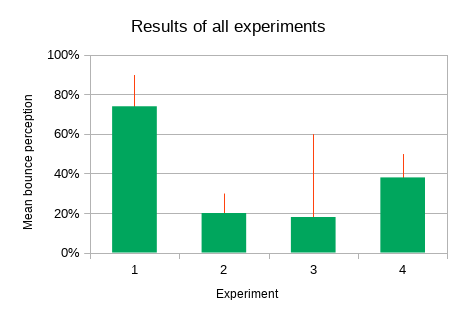 Results of all experiments
100%
80%
60%
40%
20%
0%
Mean bounce perception
1 2 3 4
Experiment